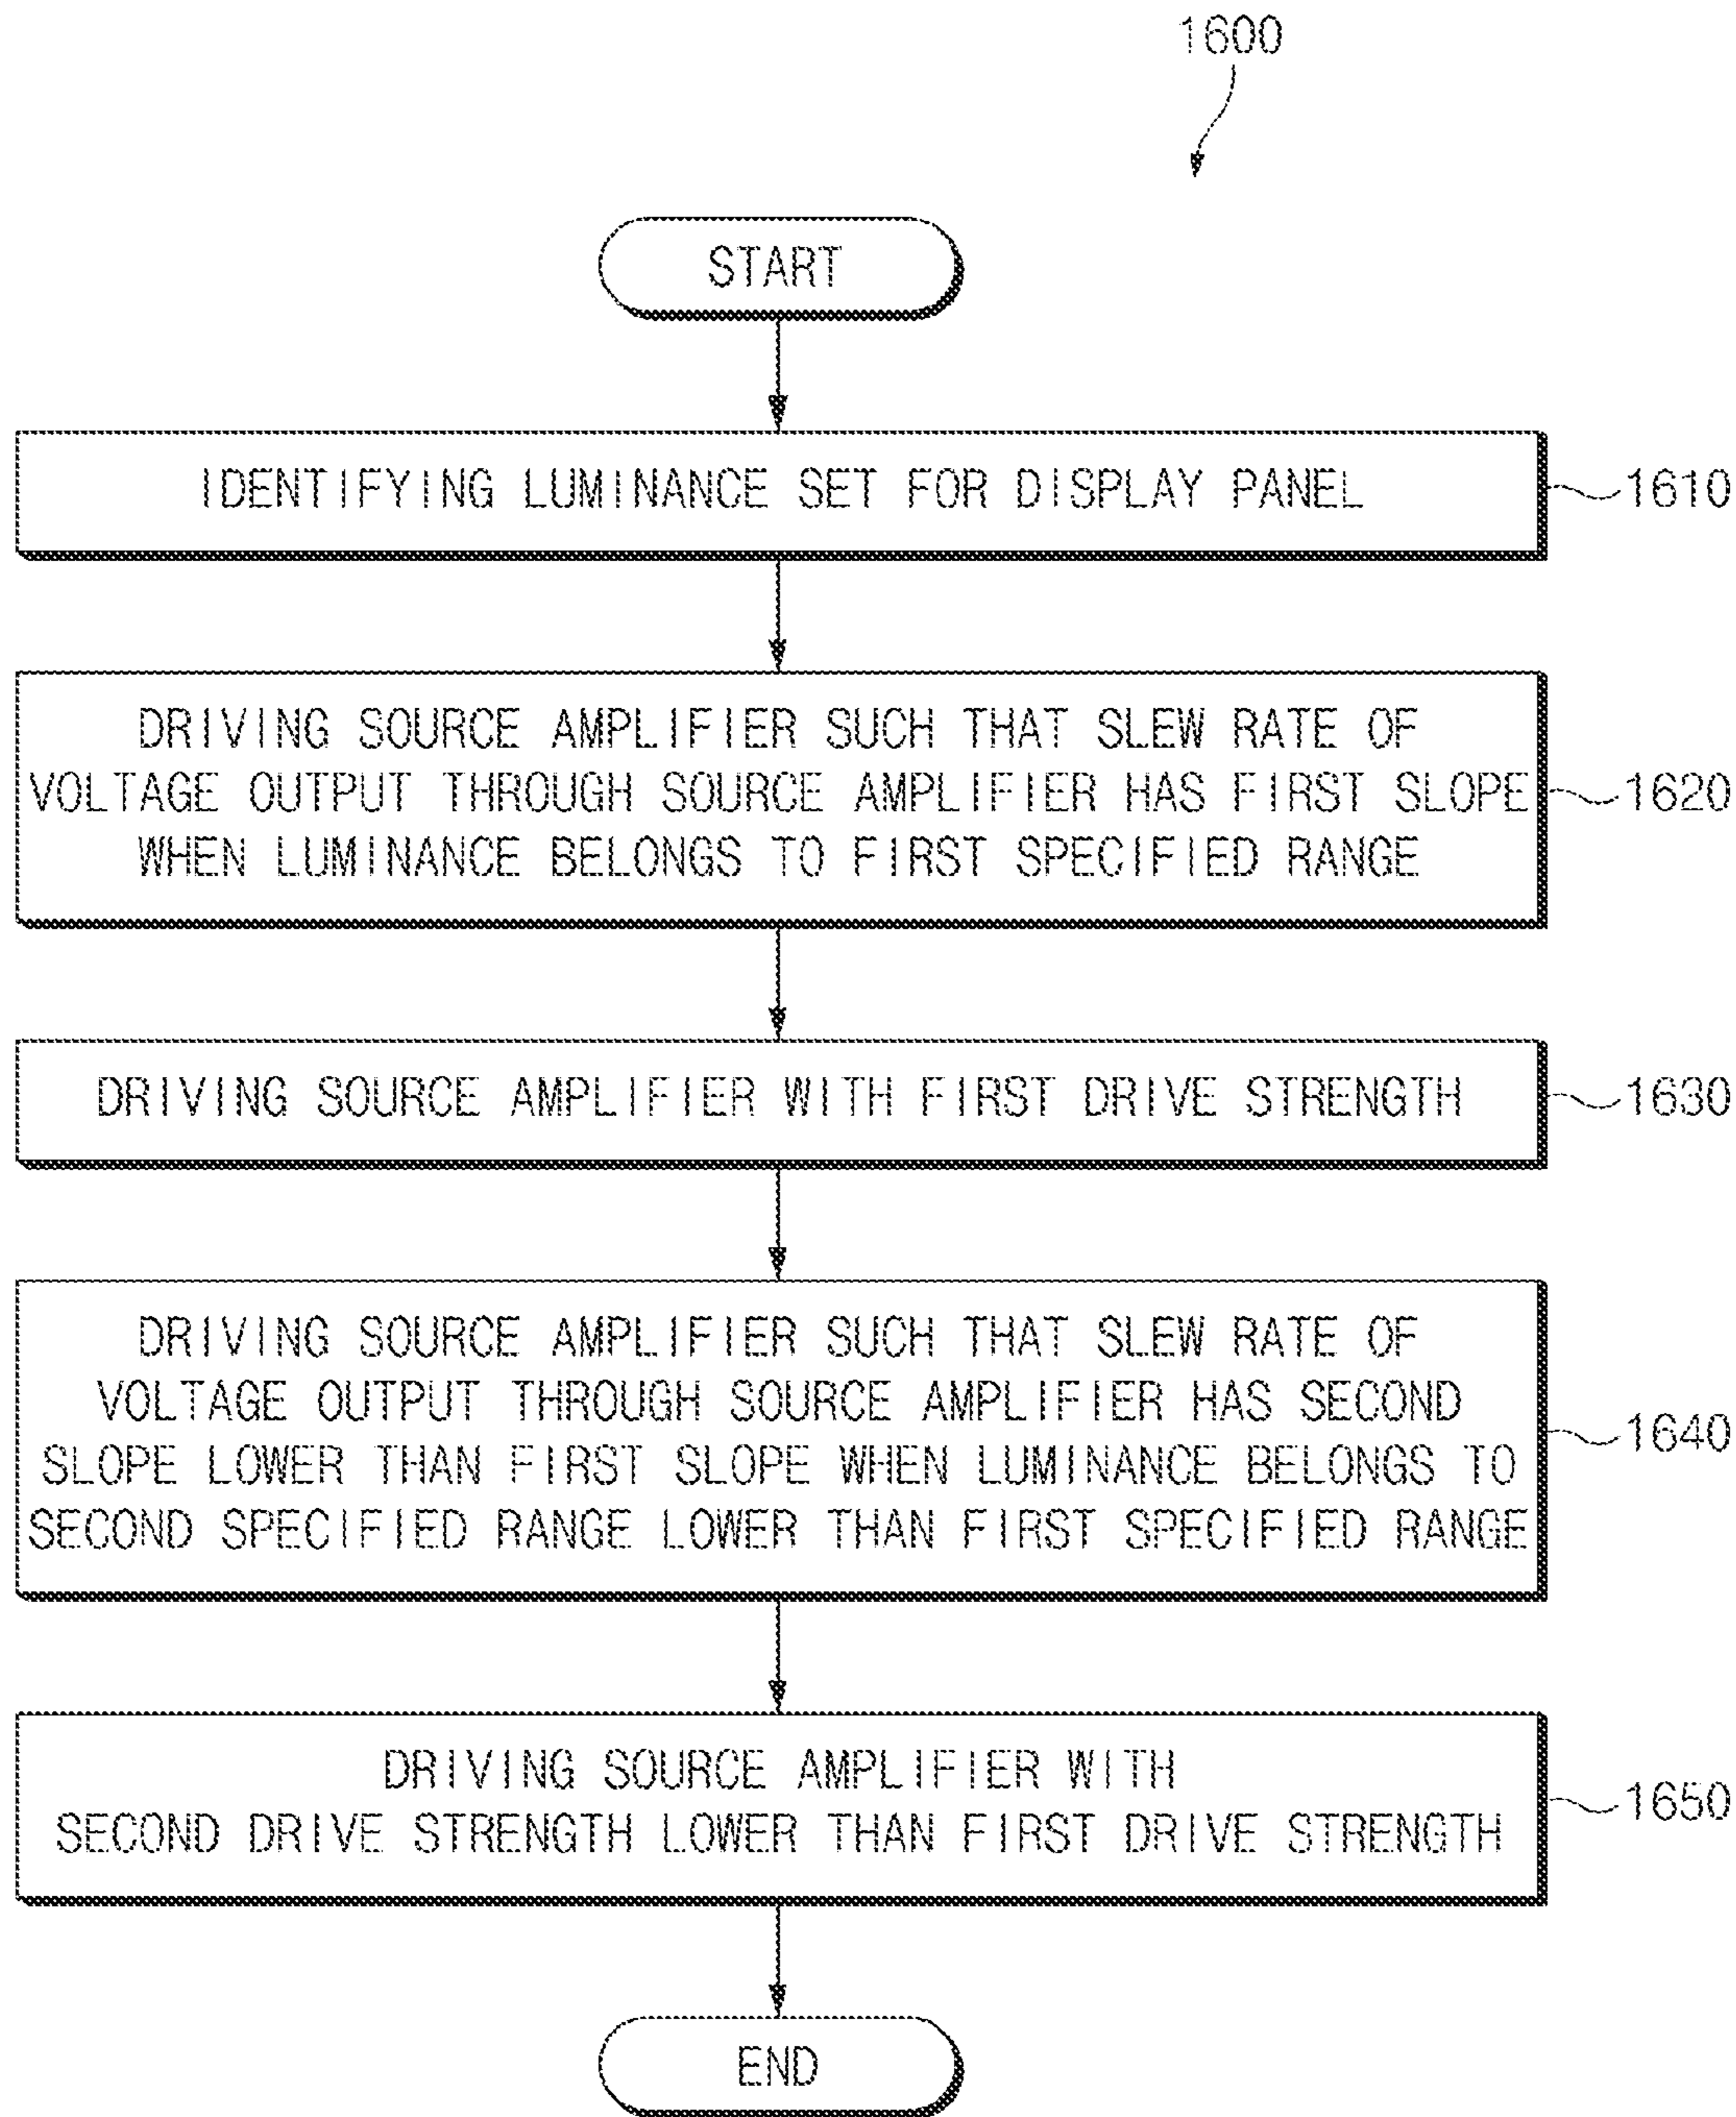 1600
START
IDENTIFYING LUMINANCE SET FOR DISPLAY PANEL
1610
DRIVING SOURCE AMPLIFIER SUCH THAT SLEW RATE OF
VOLTAGE OUTPUT THROUGH SOURCE AMPLIFIER HAS FIRST SLOPE
WHEN LUMINANCE BELONGS TO FIRST SPECIFIED RANGE
1620
DRIVING SOURCE AMPLIFIER WITH FIRST DRIVE STRENGTH
1630
DRIVING SOURCE AMPLIFIER SUCH THAT SLEW RATE OF
VOLTAGE OUTPUT THROUGH SOURCE AMPLIFIER HAS SECOND
SLOPE LOWER THAN FIRST SLOPE WHEN LUMINANCE BELONGS TO
SECOND SPECIFIED RANGE LOWER THAN FIRST SPECIFIED RANGE
1640
DRIVING SOURCE AMPLIFIER WITH
SECOND DRIVE STRENGTH LOWER THAN FIRST DRIVE STRENGTH
1650
END